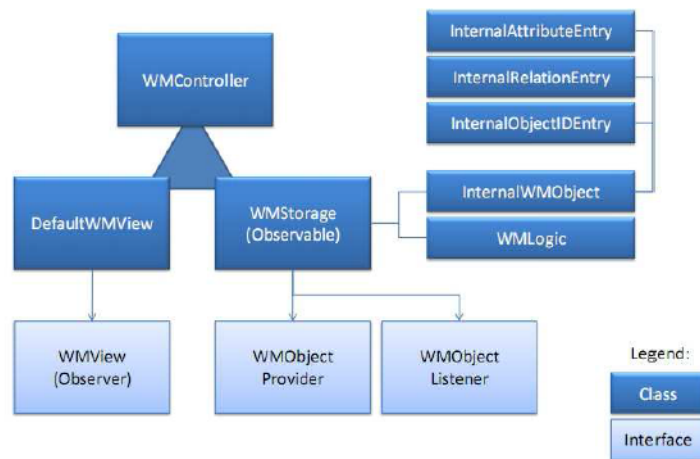 WMController
DefaultWMView
WMStorage
(Observable)
InternalAttributeEntry
InternalRelationEntry
InternalObjectIDEntry
InternalWMObject
WMLogic
WMView
(Observer)
WMObject
Provider
WMObject
Listener
Legend:
Class
Interface